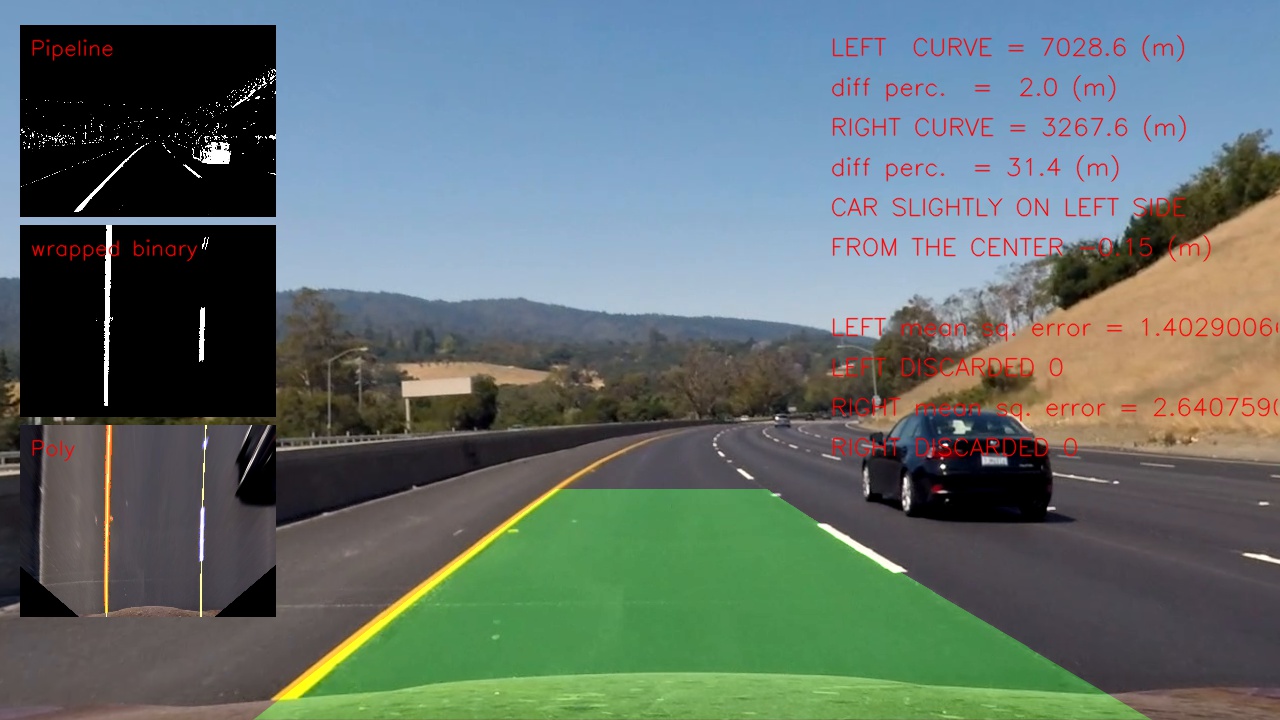 Pipeline
wrapped binary
Poly
LEFT CURVE = 7028.6 (m)
diff perc. = 2.0 (m)
RIGHT CURVE = 3267.6 (m)
diff perc. = 31.4 (m)
CAR SLIGHTLY ON LEFT SIDE
FROM THE CENTER -0.15 (m)
LEFT mean sq. error = 1.4029006
LEFT DISCARDED 0
RIGHT mean sq. error = 2.640759
RIGHT DISCARDED 0